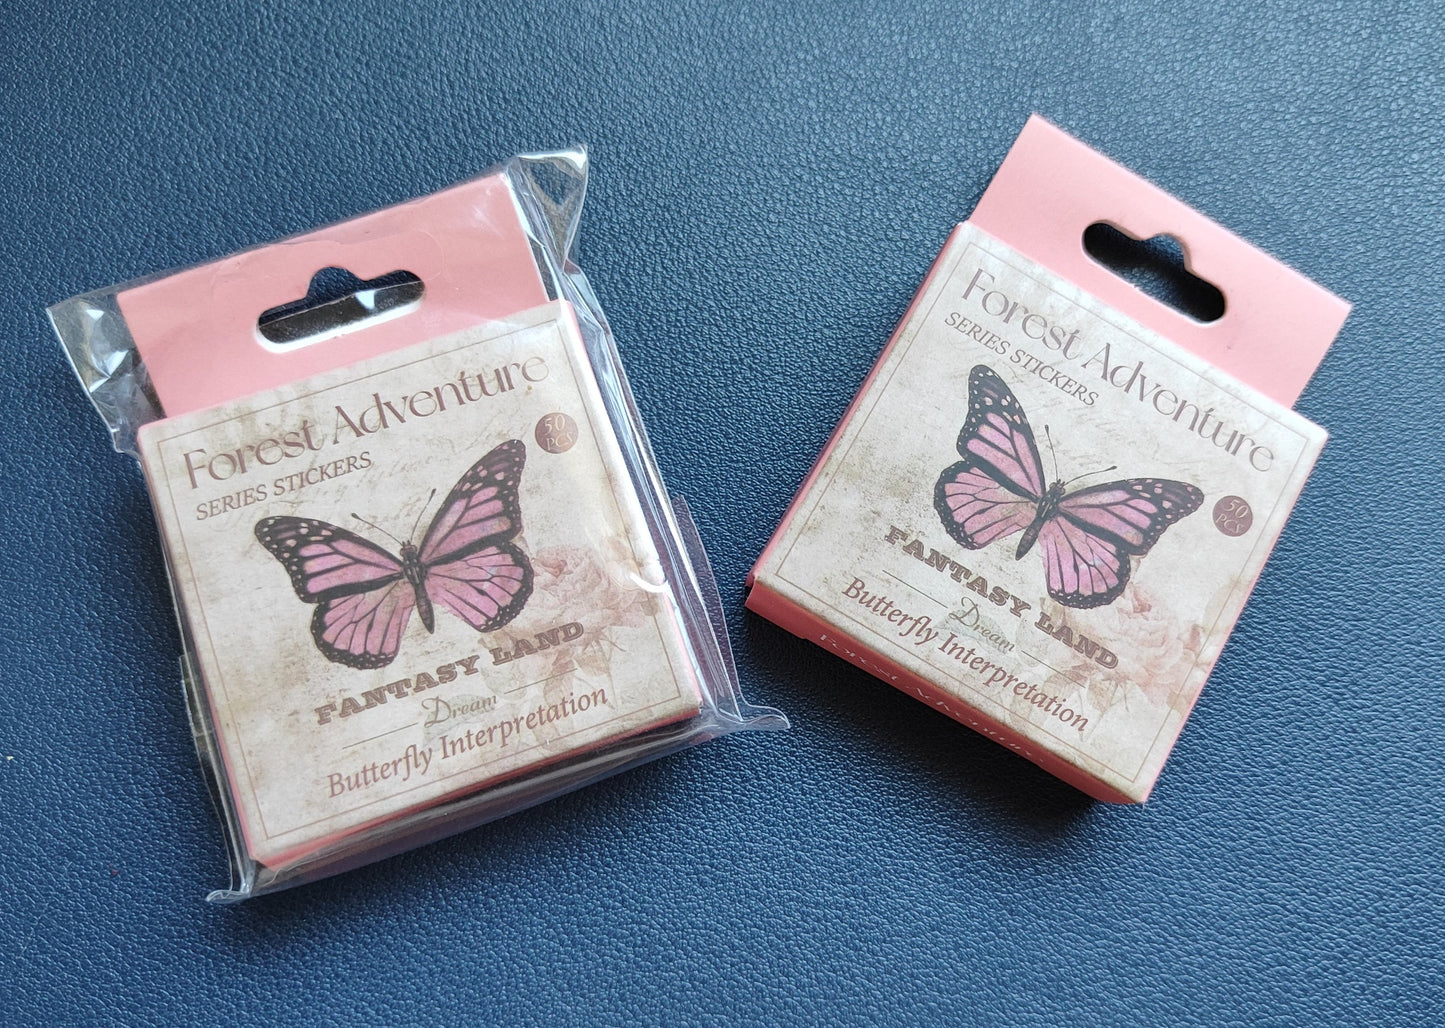 Forest Adventure
SERIES STICKERS
50
PCS
FANTASY LAND
Dream
Butterfly Interpretation
Forest Adventure
SERIES STICKERS
50
PCS
FANTASY LAND
Dream
Butterfly Interpretation